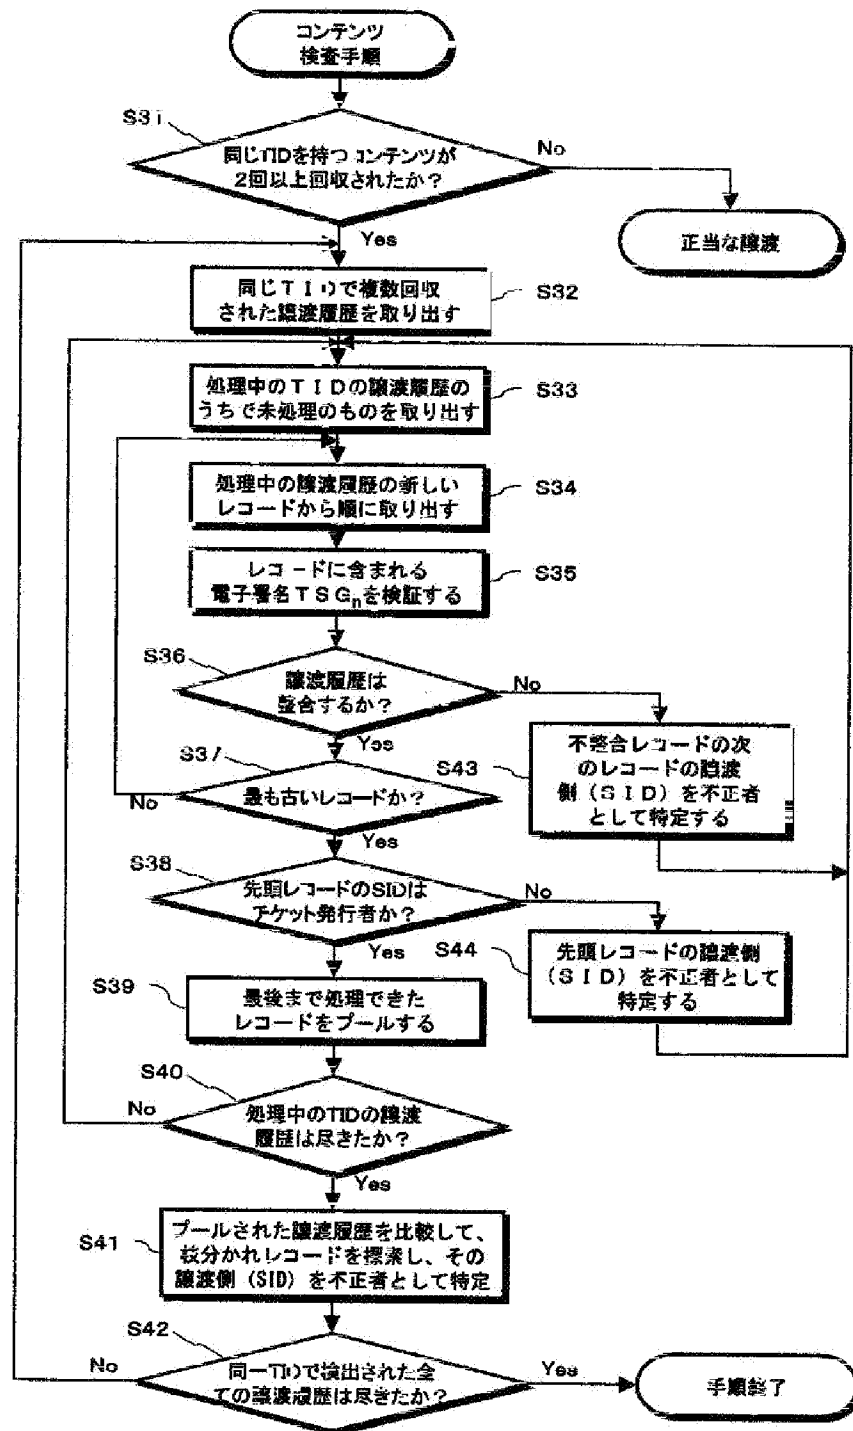 コンテンツ
検査手順
S31
同じTIDを持つコンテンツが
2回以上回収されたか？
No
Yes
正当な譲渡
同じＴＩＤで複数回収
された譲渡履歴を取り出す
S32
処理中のＴＩＤの譲渡履歴の
うちで未処理のものを取り出す
S33
処理中の譲渡履歴の新しい
レコードから順に取り出す
S34
レコードに含まれる
電子署名ＴＳＧnを検証する
S35
S36
譲渡履歴は
整合するか？
No
Yes
S37
最も古いレコードか？
No
Yes
S43
不整合レコードの次
のレコードの譲渡
側（ＳＩＤ）を不正者
として特定する
S38
先頭レコードのSIDは
チケット発行者か？
No
Yes
S44
先頭レコードの譲渡側
（ＳＩＤ）を不正者として
特定する
S39
最後まで処理できた
レコードをプールする
S40
処理中のTIDの譲渡
履歴は尽きたか？
No
Yes
S41
プールされた譲渡履歴を比較して、
枝分かれレコードを探索し、その
譲渡側（SID）を不正者として特定
S42
同一TIDで検出された全
ての譲渡履歴は尽きたか？
No
Yes
手順終了